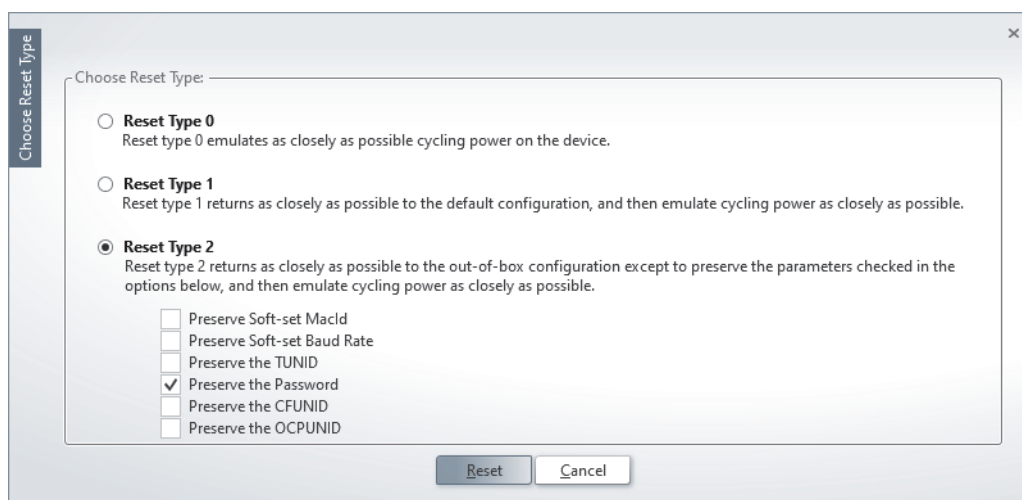 Choose Reset Type
×
Choose Reset Type:
Reset Type 0
Reset type 0 emulates as closely as possible cycling power on the device.
Reset Type 1
Reset type 1 returns as closely as possible to the default configuration, and then emulate cycling power as closely as possible.
Reset Type 2
Reset type 2 returns as closely as possible to the out-of-box configuration except to preserve the parameters checked in the
options below, and then emulate cycling power as closely as possible.
Preserve Soft-set MacId
Preserve Soft-set Baud Rate
Preserve the TUNID
Preserve the Password
Preserve the CFUNID
Preserve the OCPUNID
Reset
Cancel